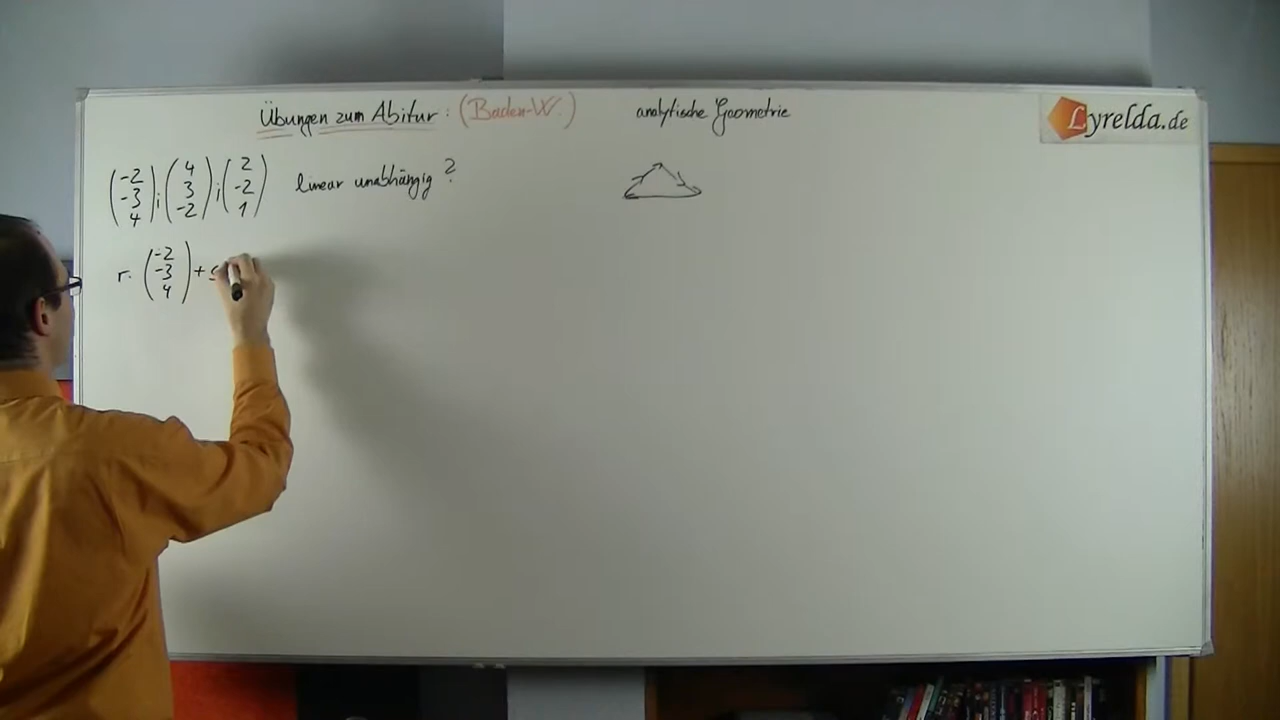 Übungen zum Abitur: (Baden-W.) analytische Geometrie
Lyrelda.de
(-2 -3 4); (4 3 -2); (2 -2 1) linear unabhängig?
r· (-2 -3 4) + s